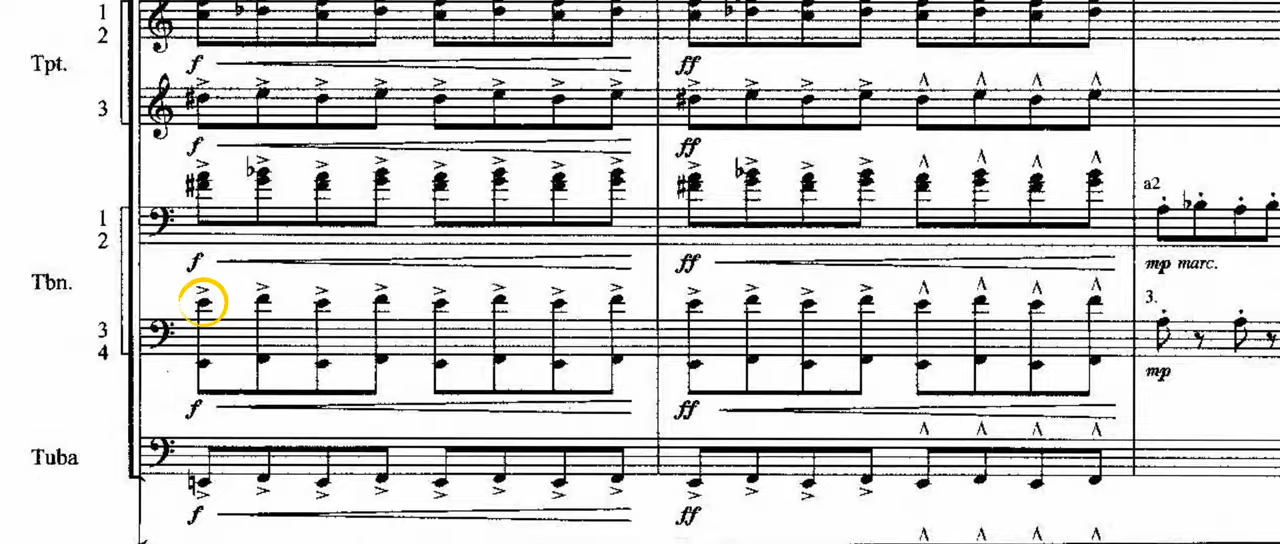 1
2
Tpt.
f ff
3
f ff
a2
1
2
f ff mp marc.
Tbn.
3.
3
4
mp
f ff
Tuba
f ff